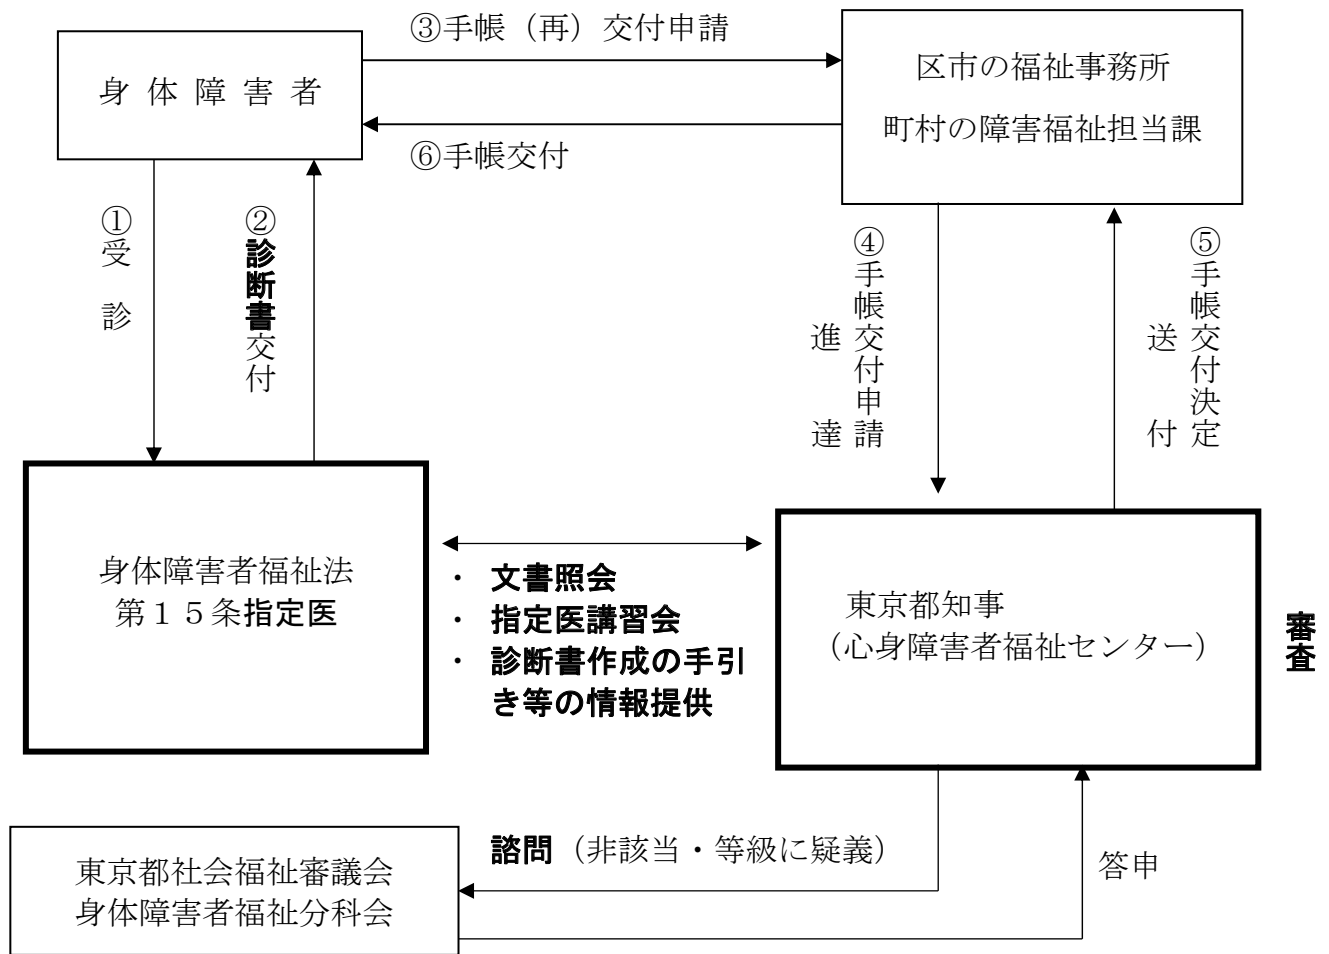 ③手帳（再）交付申請
身体障害者
区市の福祉事務所
町村の障害福祉担当課
⑥手帳交付
①受診
②診断書交付
④手帳交付申請
進達
⑤手帳交付決定
送付
身体障害者福祉法
第１５条指定医
・ 文書照会
・ 指定医講習会
・ 診断書作成の手引
き等の情報提供
東京都知事
（心身障害者福祉センター）
審査
諮問（非該当・等級に疑義）
答申
東京都社会福祉審議会
身体障害者福祉分科会